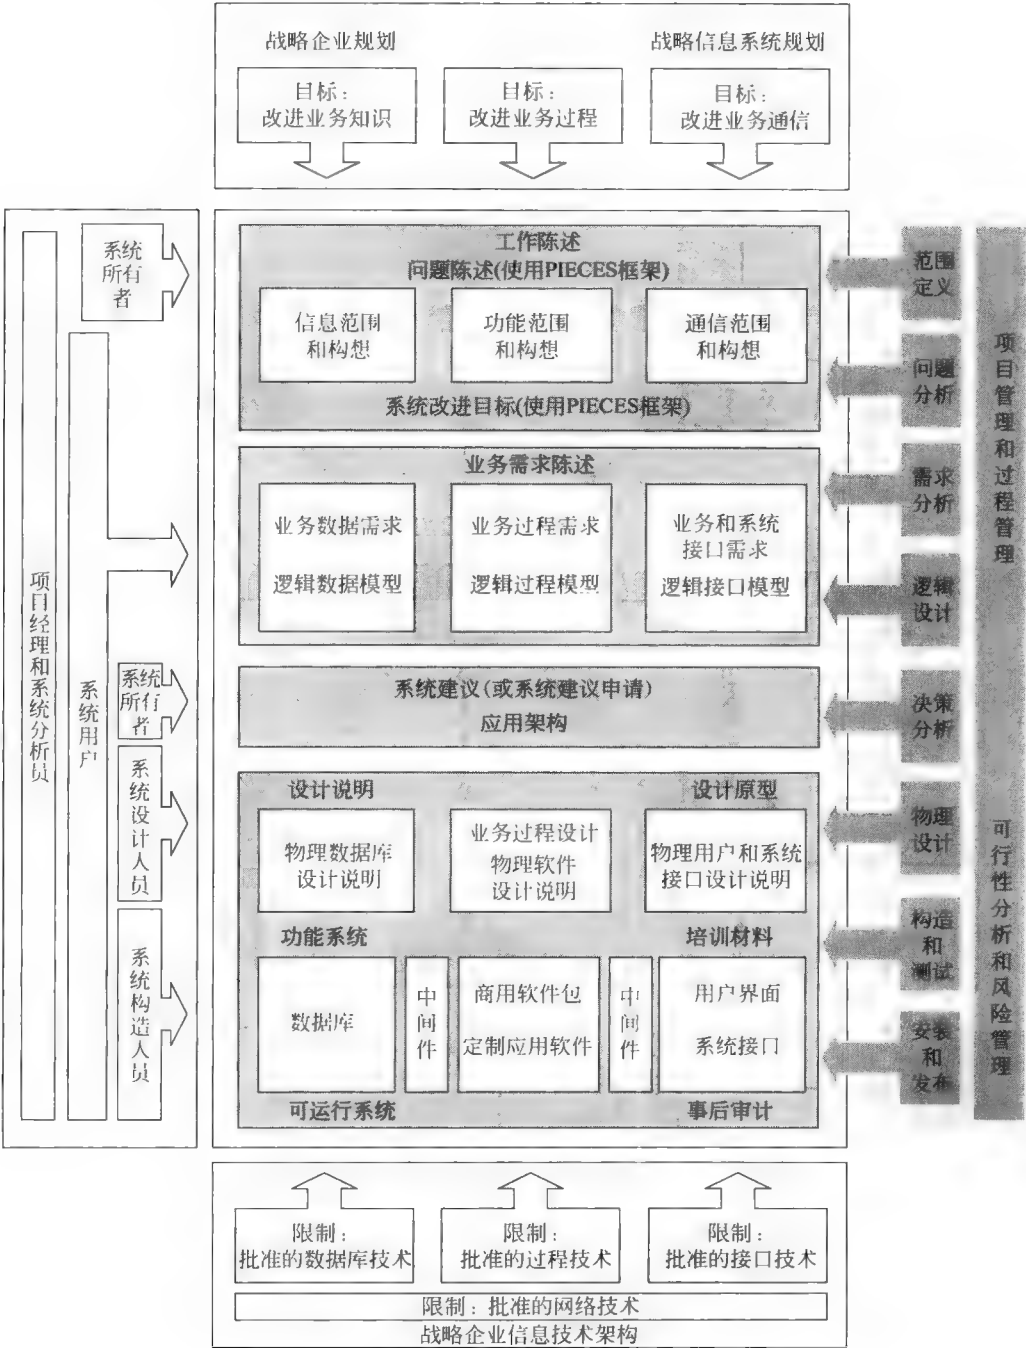 战略企业规划
战略信息系统规划
目标：
改进业务知识
目标：
改进业务过程
目标：
改进业务通信
系统
所有
者
项目经理和系统分析员
系统用户
系统
所有
者
系统设计人员
系统构造人员
工作陈述
问题陈述(使用PIECES框架)
信息范围
和构想
功能范围
和构想
通信范围
和构想
系统改进目标(使用PIECES框架)
业务需求陈述
业务数据需求
逻辑数据模型
业务过程需求
逻辑过程模型
业务和系统
接口需求
逻辑接口模型
系统建议(或系统建议申请)
应用架构
设计说明
设计原型
物理数据库
设计说明
业务过程设计
物理软件
设计说明
物理用户和系统
接口设计说明
功能系统
培训材料
数据库
中间件
商用软件包
定制应用软件
中间件
用户界面
系统接口
可运行系统
事后审计
范围
定义
问题
分析
需求
分析
逻辑
设计
决策
分析
物理
设计
构造
和
测试
安装
和
发布
项目管理和过程管理
可行性分析和风险管理
限制：
批准的数据库技术
限制：
批准的过程技术
限制：
批准的接口技术
限制：批准的网络技术
战略企业信息技术架构